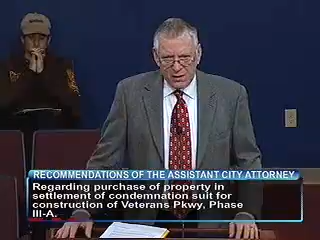 RECOMMENDATIONS OF THE ASSISTANT CITY ATTORNEY
Regarding purchase of property in
settlement of condemnation suit for
construction of Veterans Pkwy, Phase
III-A.